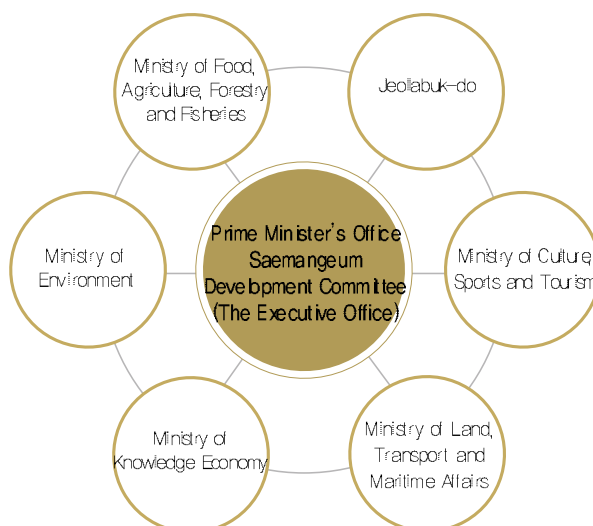 Ministry of Food,
Agriculture, Forestry
and Fisheries
Jeollabuk-do
Prime Minister's Office
Saemangeum
Development Committee
(The Executive Office)
Ministry of
Environment
Ministry of Culture,
Sports and Tourism
Ministry of
Knowledge Economy
Ministry of Land,
Transport and
Maritime Affairs